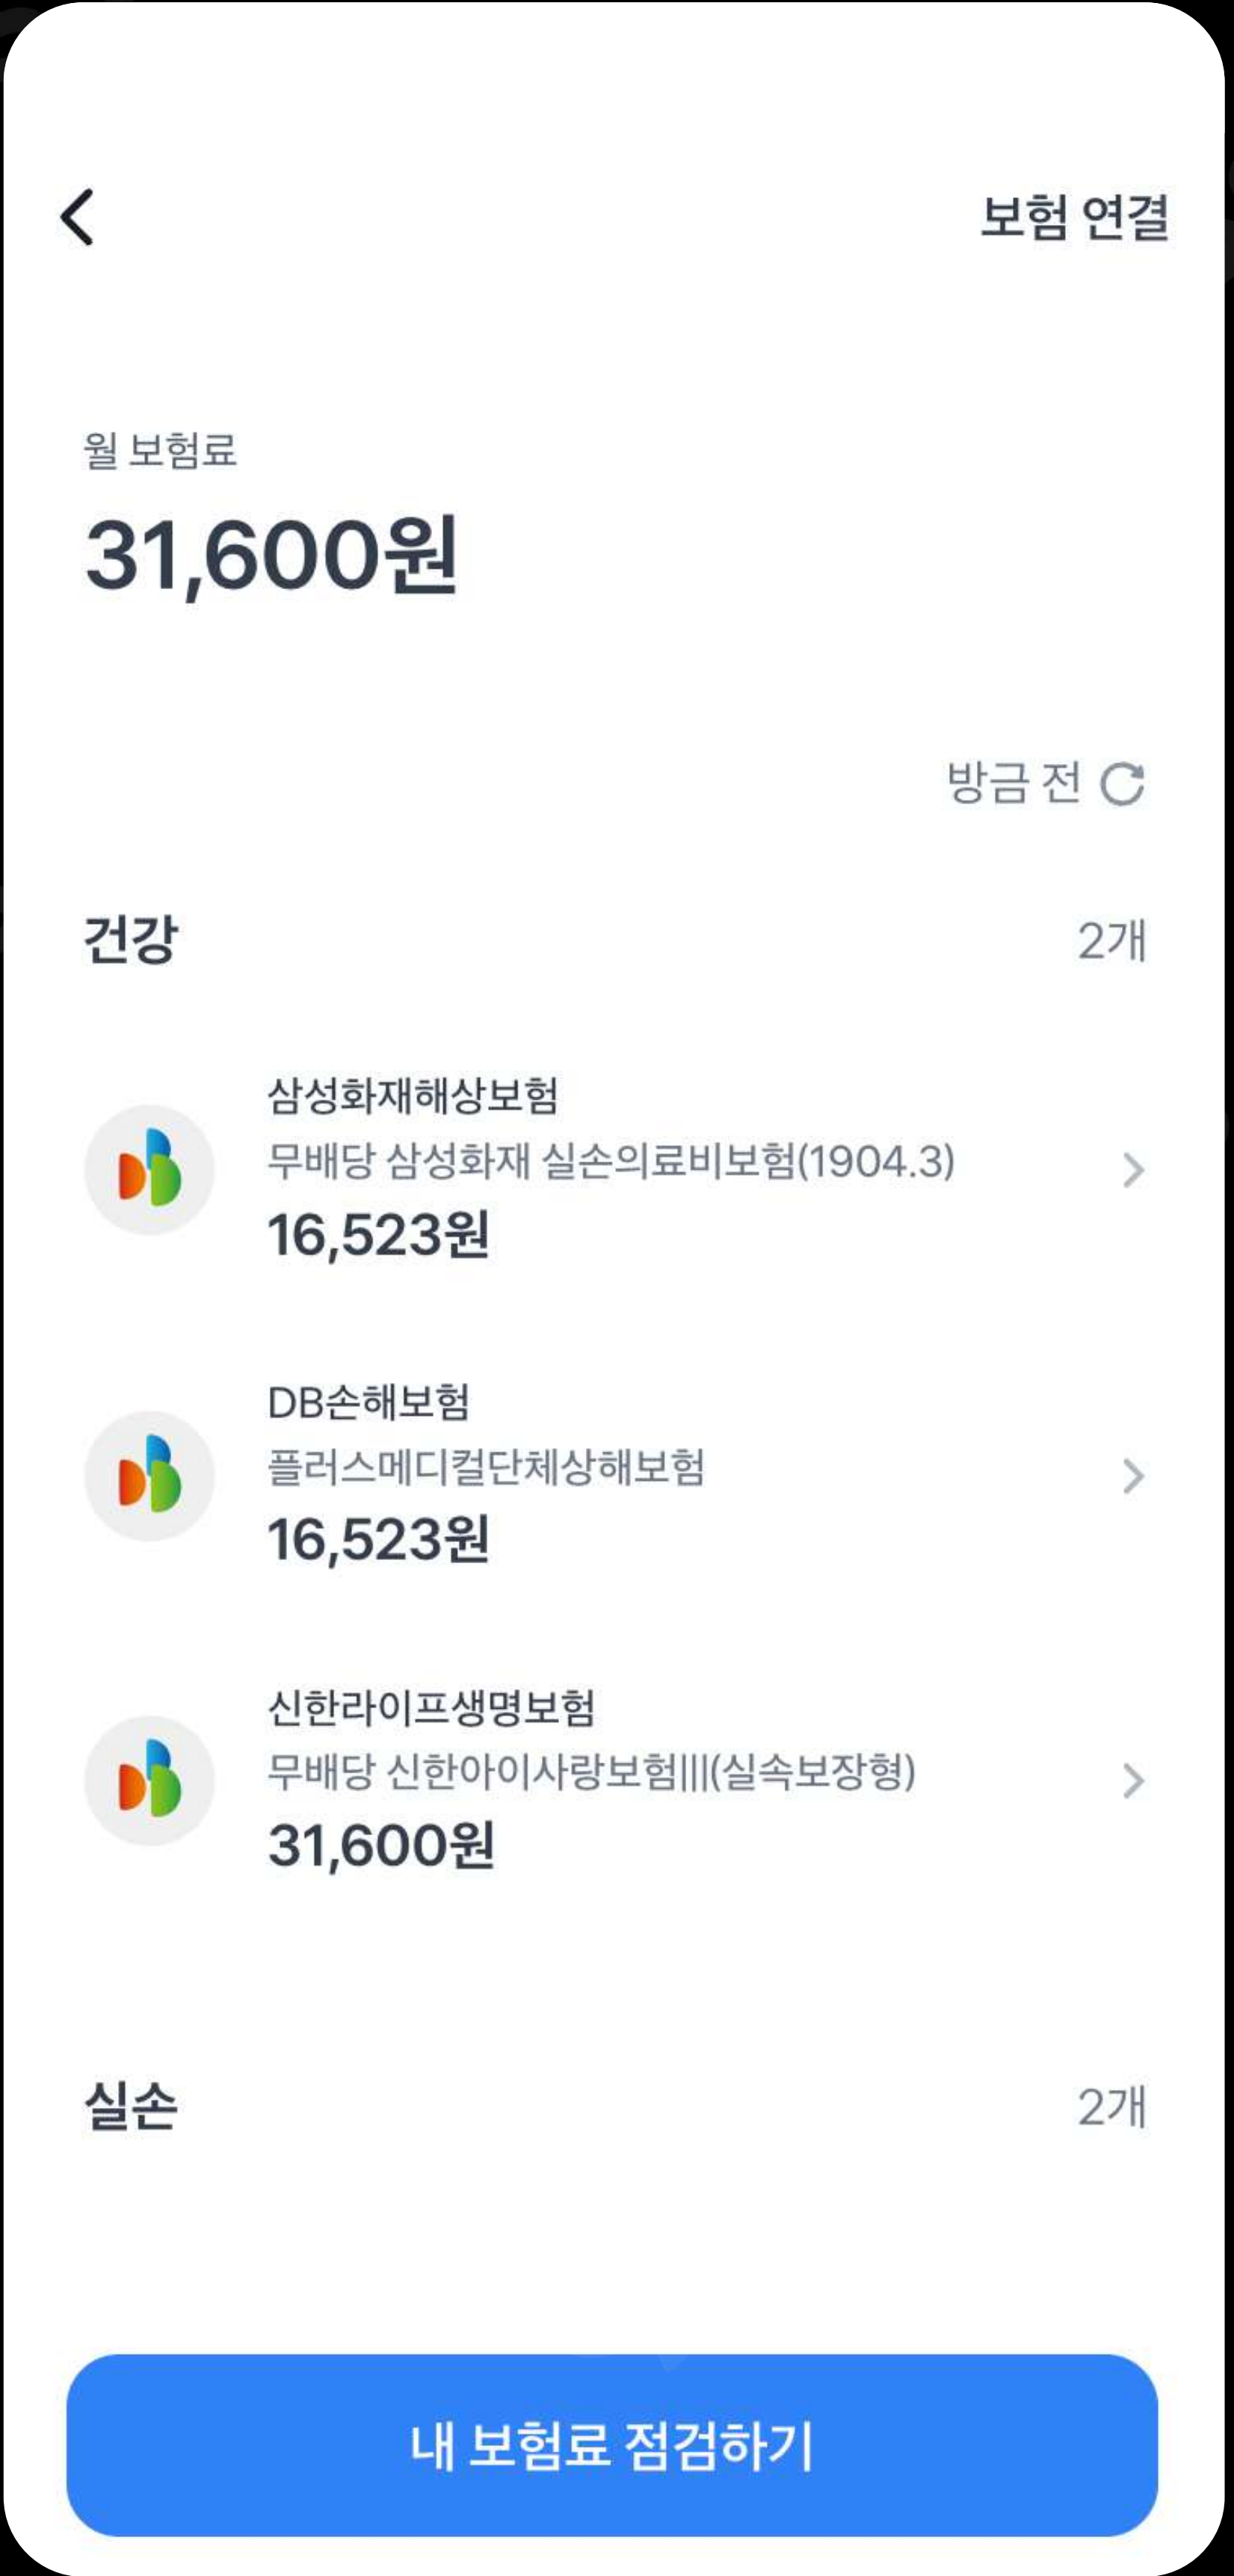 보험 연결
월 보험료
31,600원
방금 전
건강 2개
삼성화재해상보험
무배당 삼성화재 실손의료비보험(1904.3)
16,523원
DB손해보험
플러스메디컬단체상해보험
16,523원
신한라이프생명보험
무배당 신한아이사랑보험|||(실속보장형)
31,600원
실손 2개
내 보험료 점검하기